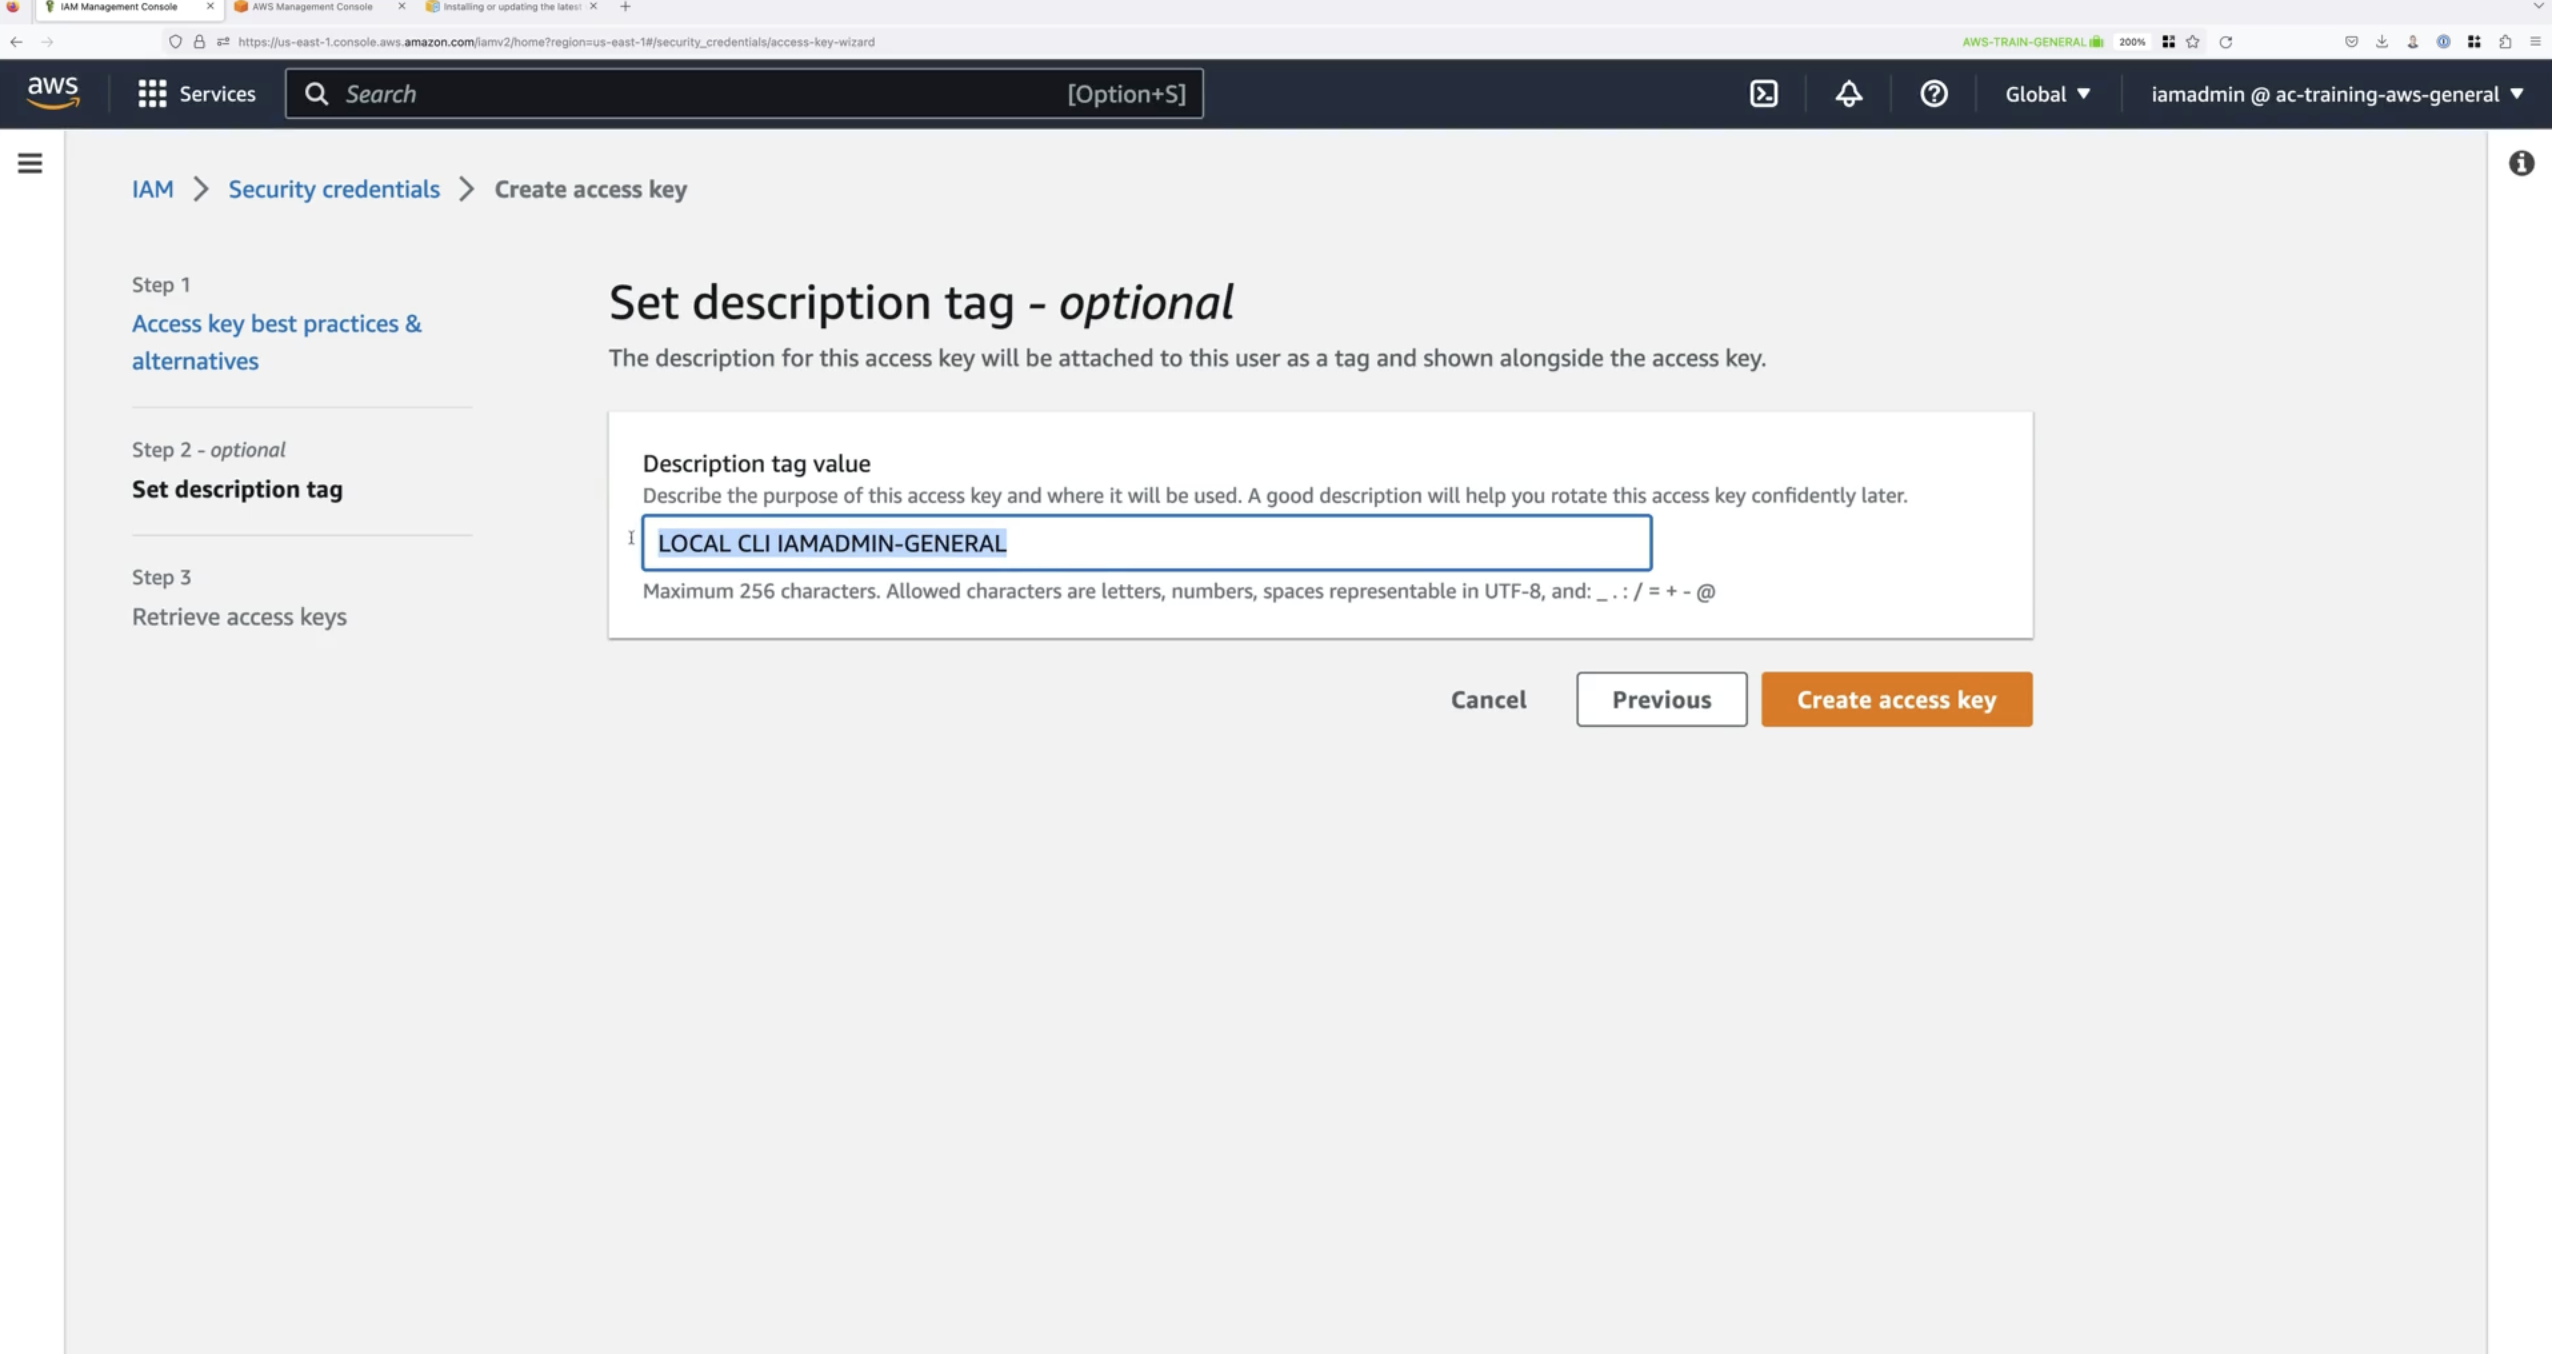 IAM Management Console
AWS Management Console
Installing or updating the latest
https://us-east-1.console.aws.amazon.com/iamv2/home?region=us-east-1#/security_credentials/access-key-wizard
AWS-TRAIN-GENERAL
200%
aws
Services
Search
[Option+S]
Global
iamadmin @ ac-training-aws-general
IAM
Security credentials
Create access key
Step 1
Access key best practices &
alternatives
Step 2 - optional
Set description tag
Step 3
Retrieve access keys
Set description tag - optional
The description for this access key will be attached to this user as a tag and shown alongside the access key.
Description tag value
Describe the purpose of this access key and where it will be used. A good description will help you rotate this access key confidently later.
LOCAL CLI IAMADMIN-GENERAL
Maximum 256 characters. Allowed characters are letters, numbers, spaces representable in UTF-8, and: _ . : / = + - @
Cancel
Previous
Create access key